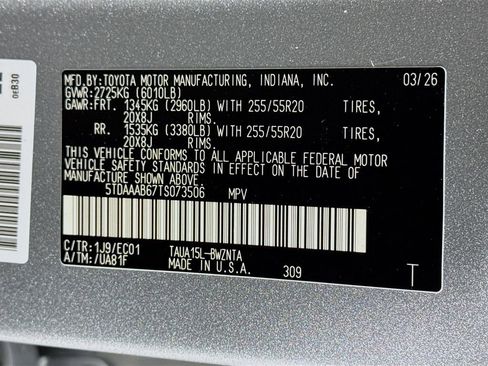 0EB30
MFD.BY:TOYOTA MOTOR MANUFACTURING, INDIANA, INC. 03/26
GVWR:2725KG (6010LB)
GAWR:FRT. 1345KG (2960LB) WITH 255/55R20 TIRES,
20X8J RIMS.
RR. 1535KG (3380LB) WITH 255/55R20 TIRES,
20X8J RIMS.
THIS VEHICLE CONFORMS TO ALL APPLICABLE FEDERAL MOTOR
VEHICLE SAFETY STANDARDS IN EFFECT ON THE DATE OF
MANUFACTURE SHOWN ABOVE.
5TDAAAB67TS073506 MPV
C/TR:1J9/EC01 TAUA15L-BWZNTA
A/TM:/UA81F MADE IN U.S.A. 309 T